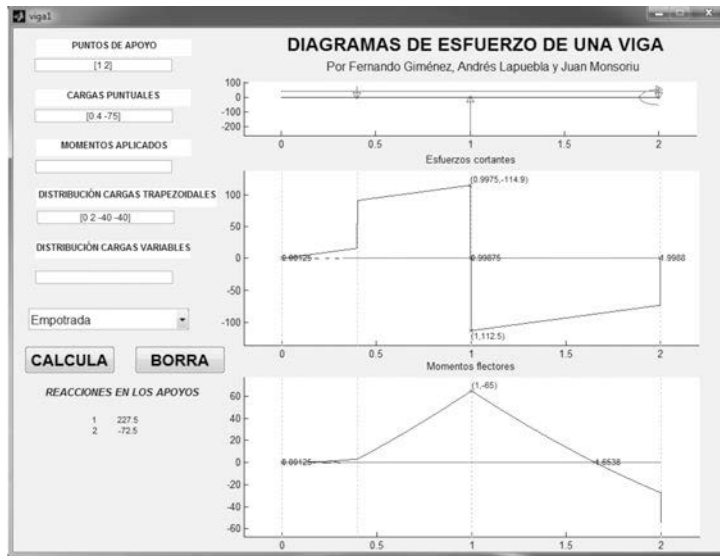 viga1
PUNTOS DE APOYO
[1 2]
CARGAS PUNTUALES
[0.4 -75]
MOMENTOS APLICADOS
DISTRIBUCIÓN CARGAS TRAPEZOIDALES
[0 2 -40 -40]
DISTRIBUCIÓN CARGAS VARIABLES
Empotrada
CALCULA BORRA
REACCIONES EN LOS APOYOS
1 227.5
2 -72.5
DIAGRAMAS DE ESFUERZO DE UNA VIGA
Por Fernando Giménez, Andrés Lapuebla y Juan Monsoriu
100
0
-100
-200
0 0.5 1 1.5 2
Esfuerzos cortantes
(0.9975,-114.9)
100
50
0
0.00125 0.99875 1.9988
-50
-100
(1,112.5)
0 0.5 1 1.5 2
Momentos flectores
(1,-65)
60
40
20
0
0.00125 1.6538
-20
-40
-60
0 0.5 1 1.5 2